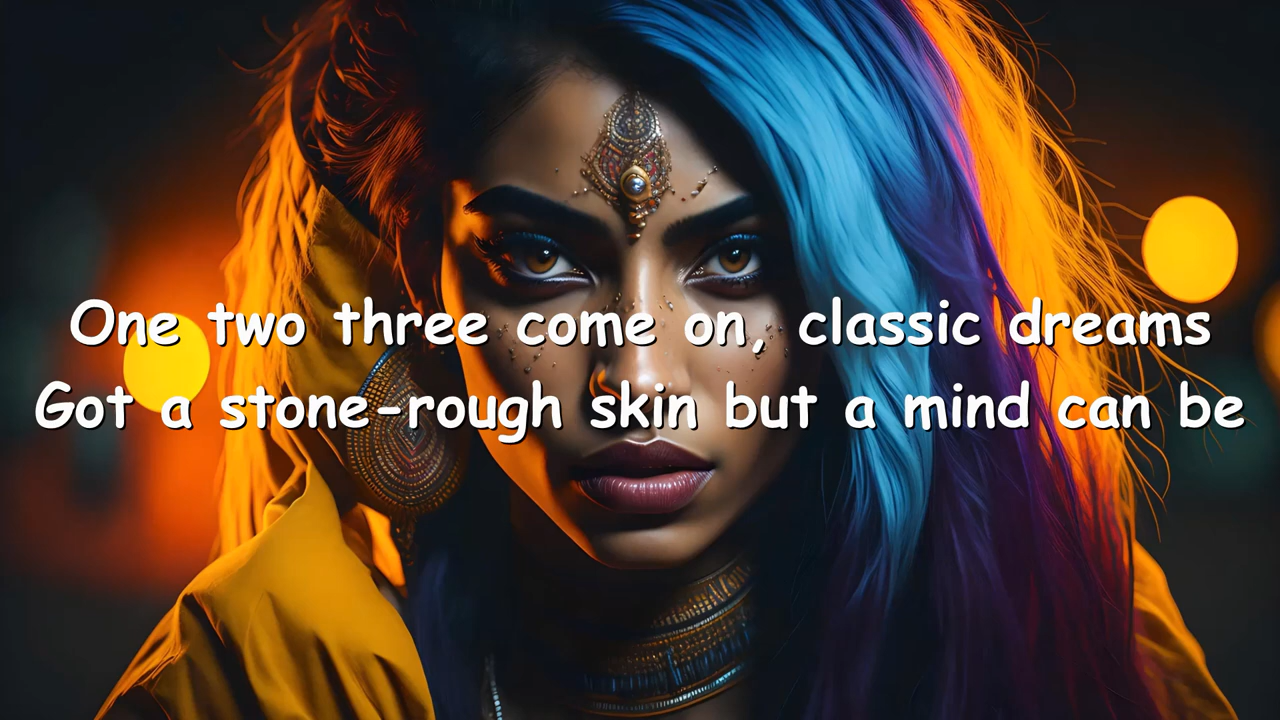 One two three come on, classic dreams
Got a stone-rough skin but a mind can be